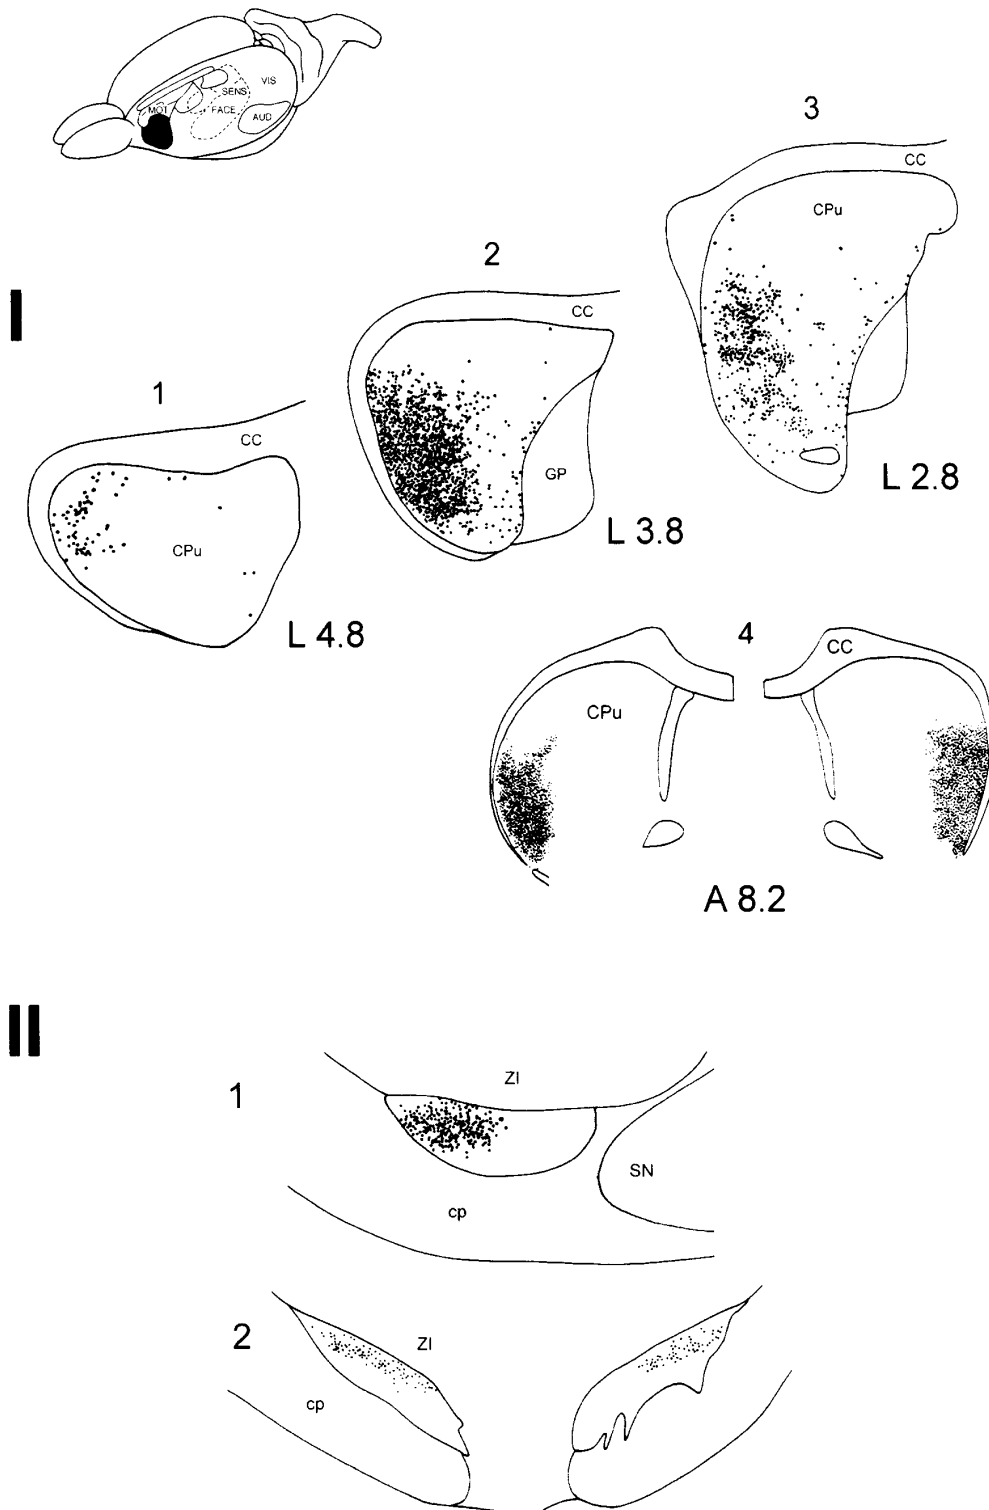 VIS
SENS
MOT
FACE
AUD
I
3
CC
CPu
L 2.8
2
CC
GP
L 3.8
1
CC
CPu
L 4.8
4
CC
CPu
A 8.2
II
1
ZI
SN
cp
2
ZI
cp